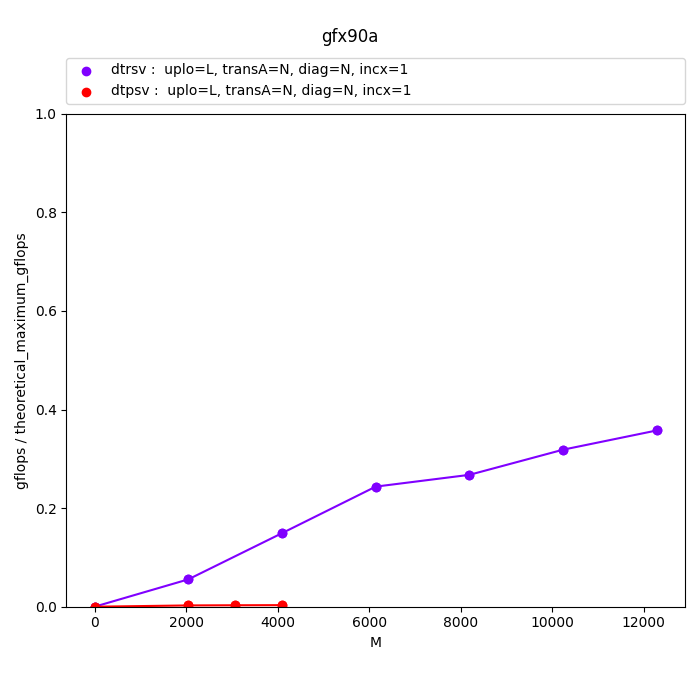 gfx90a
dtrsv :  uplo=L, transA=N, diag=N, incx=1
dtpsv :  uplo=L, transA=N, diag=N, incx=1
1.0
0.8
0.6
0.4
0.2
0.0
gflops / theoretical_maximum_gflops
0 2000 4000 6000 8000 10000 12000
M